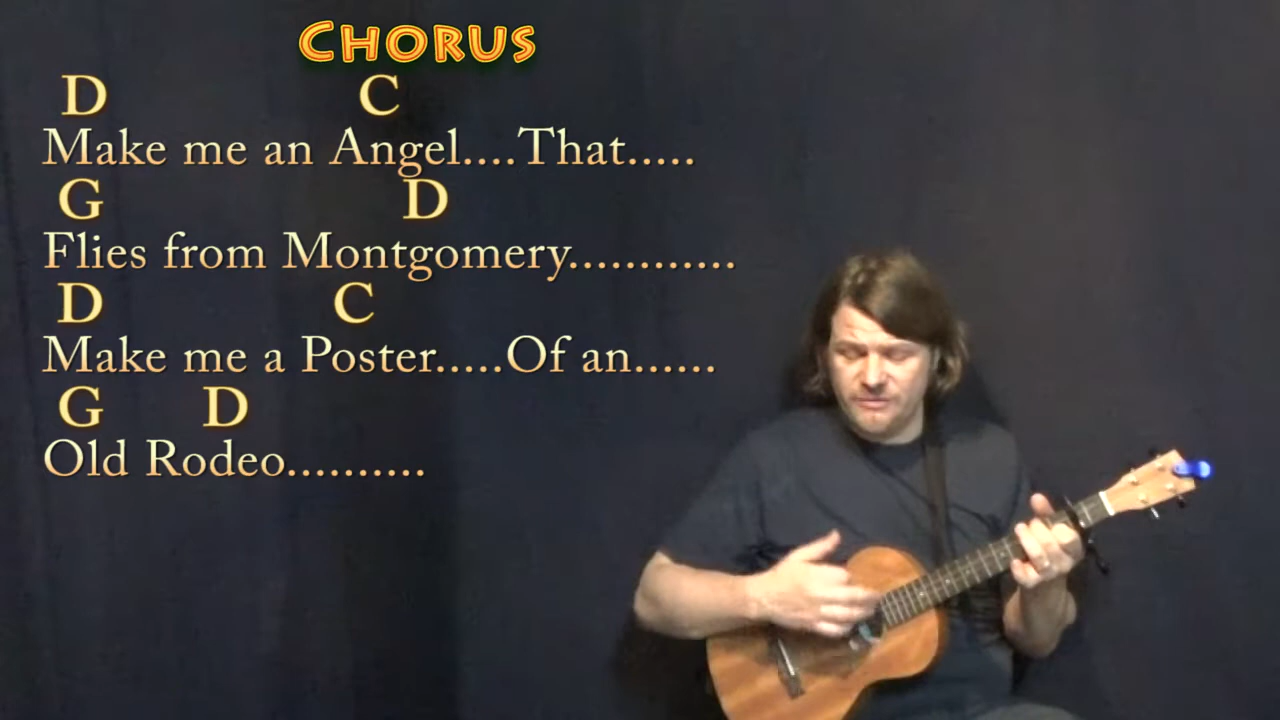 CHORUS
D C
Make me an Angel....That.....
G D
Flies from Montgomery............
D C
Make me a Poster.....Of an......
G D
Old Rodeo..........